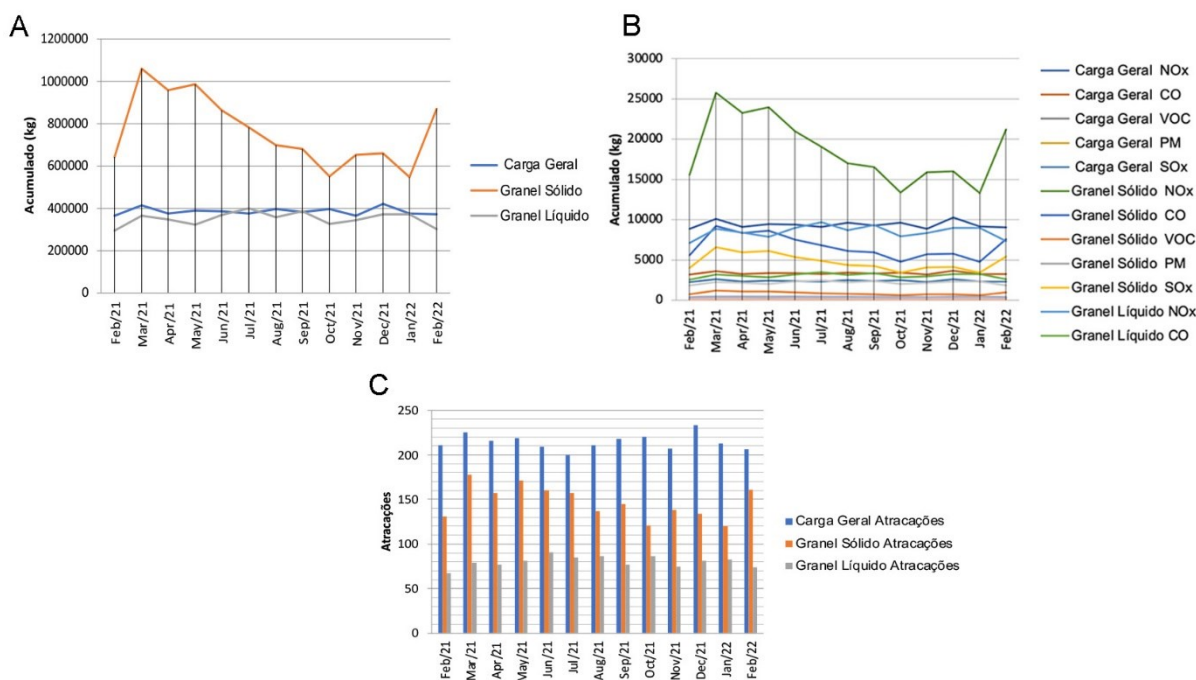 A
Acumulado (kg)
1200000
1000000
800000
600000
400000
200000
0
Feb/21
Mar/21
Apr/21
May/21
Jun/21
Jul/21
Aug/21
Sep/21
Oct/21
Nov/21
Dec/21
Jan/22
Feb/22
Carga Geral
Granel Sólido
Granel Líquido
B
Acumulado (kg)
30000
25000
20000
15000
10000
5000
0
Feb/21
Mar/21
Apr/21
May/21
Jun/21
Jul/21
Aug/21
Sep/21
Oct/21
Nov/21
Dec/21
Jan/22
Feb/22
Carga Geral NOx
Carga Geral CO
Carga Geral VOC
Carga Geral PM
Carga Geral SOx
Granel Sólido NOx
Granel Sólido CO
Granel Sólido VOC
Granel Sólido PM
Granel Sólido SOx
Granel Líquido NOx
Granel Líquido CO
C
Atracações
250
200
150
100
50
0
Feb/21
Mar/21
Apr/21
May/21
Jun/21
Jul/21
Aug/21
Sep/21
Oct/21
Nov/21
Dec/21
Jan/22
Feb/22
Carga Geral Atracações
Granel Sólido Atracações
Granel Líquido Atracações